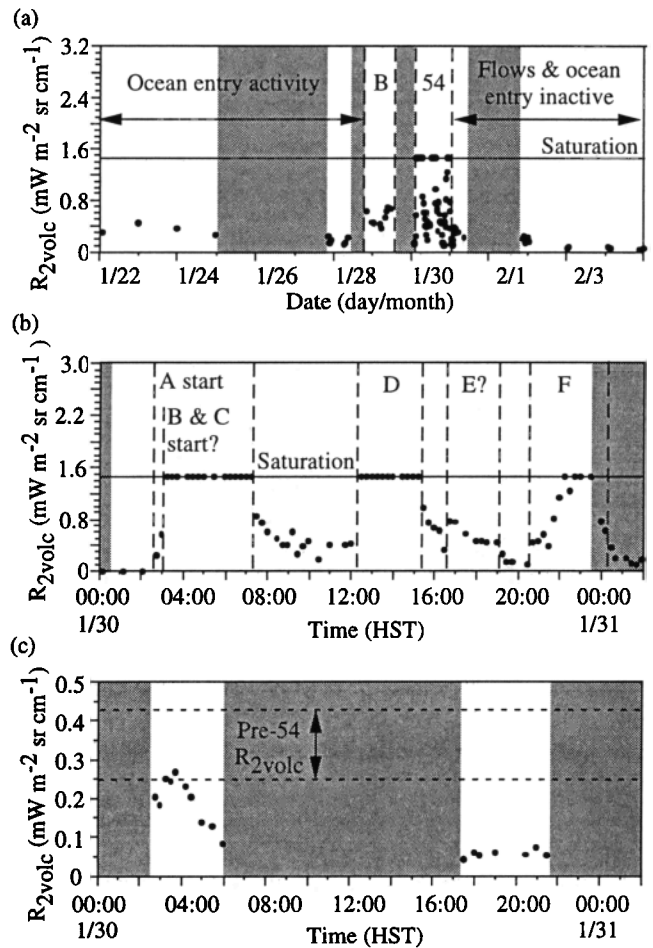 (a)
3.2
2.4
1.6
0.8
0
R2volc (mW m-2 sr cm-1)
Ocean entry activity
B
54
Flows & ocean
entry inactive
Saturation
1/22 1/24 1/26 1/28 1/30 2/1 2/3
Date (day/month)
(b)
3.0
2.2
1.6
0.8
0
R2volc (mW m-2 sr cm-1)
A start
B & C
start?
Saturation
D
E?
F
00:00 04:00 08:00 12:00 16:00 20:00 00:00
1/30 1/31
Time (HST)
(c)
0.5
0.4
0.3
0.2
0.1
0
R2volc (mW m-2 sr cm-1)
Pre-54
R2volc
00:00 04:00 08:00 12:00 16:00 20:00 00:00
1/30 1/31
Time (HST)